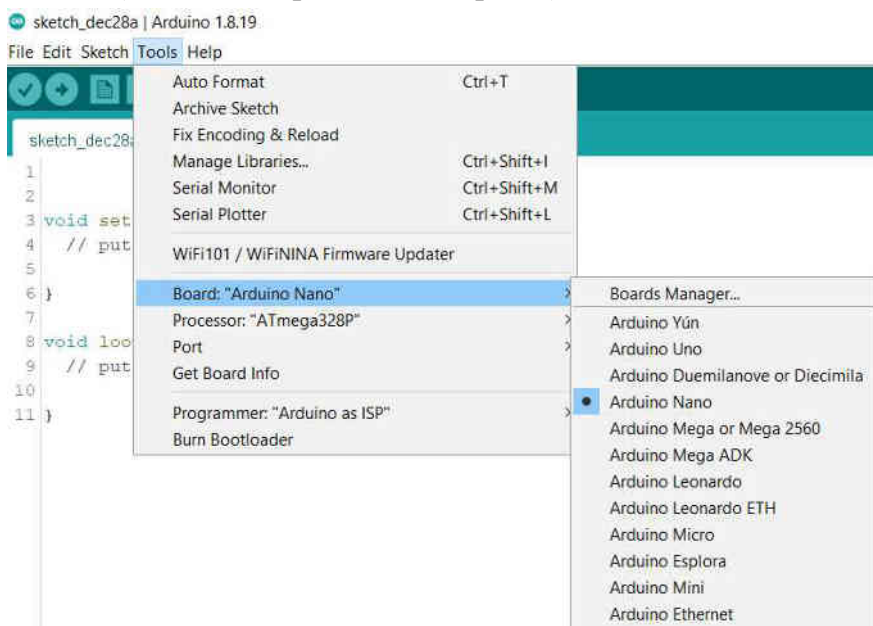 sketch_dec28a | Arduino 1.8.19
File Edit Sketch Tools Help
Auto Format Ctrl+T
Archive Sketch
sketch_dec28a
Fix Encoding & Reload
Manage Libraries... Ctrl+Shift+I
Serial Monitor Ctrl+Shift+M
Serial Plotter Ctrl+Shift+L
WiFi101 / WiFiNINA Firmware Updater
Board: "Arduino Nano"
Processor: "ATmega328P"
Port
Get Board Info
Programmer: "Arduino as ISP"
Burn Bootloader
1
2
3 void set
4 // put
5
6 }
7
8 void loo
9 // put
10
11 }
Boards Manager...
Arduino Yún
Arduino Uno
Arduino Duemilanove or Diecimila
Arduino Nano
Arduino Mega or Mega 2560
Arduino Mega ADK
Arduino Leonardo
Arduino Leonardo ETH
Arduino Micro
Arduino Esplora
Arduino Mini
Arduino Ethernet